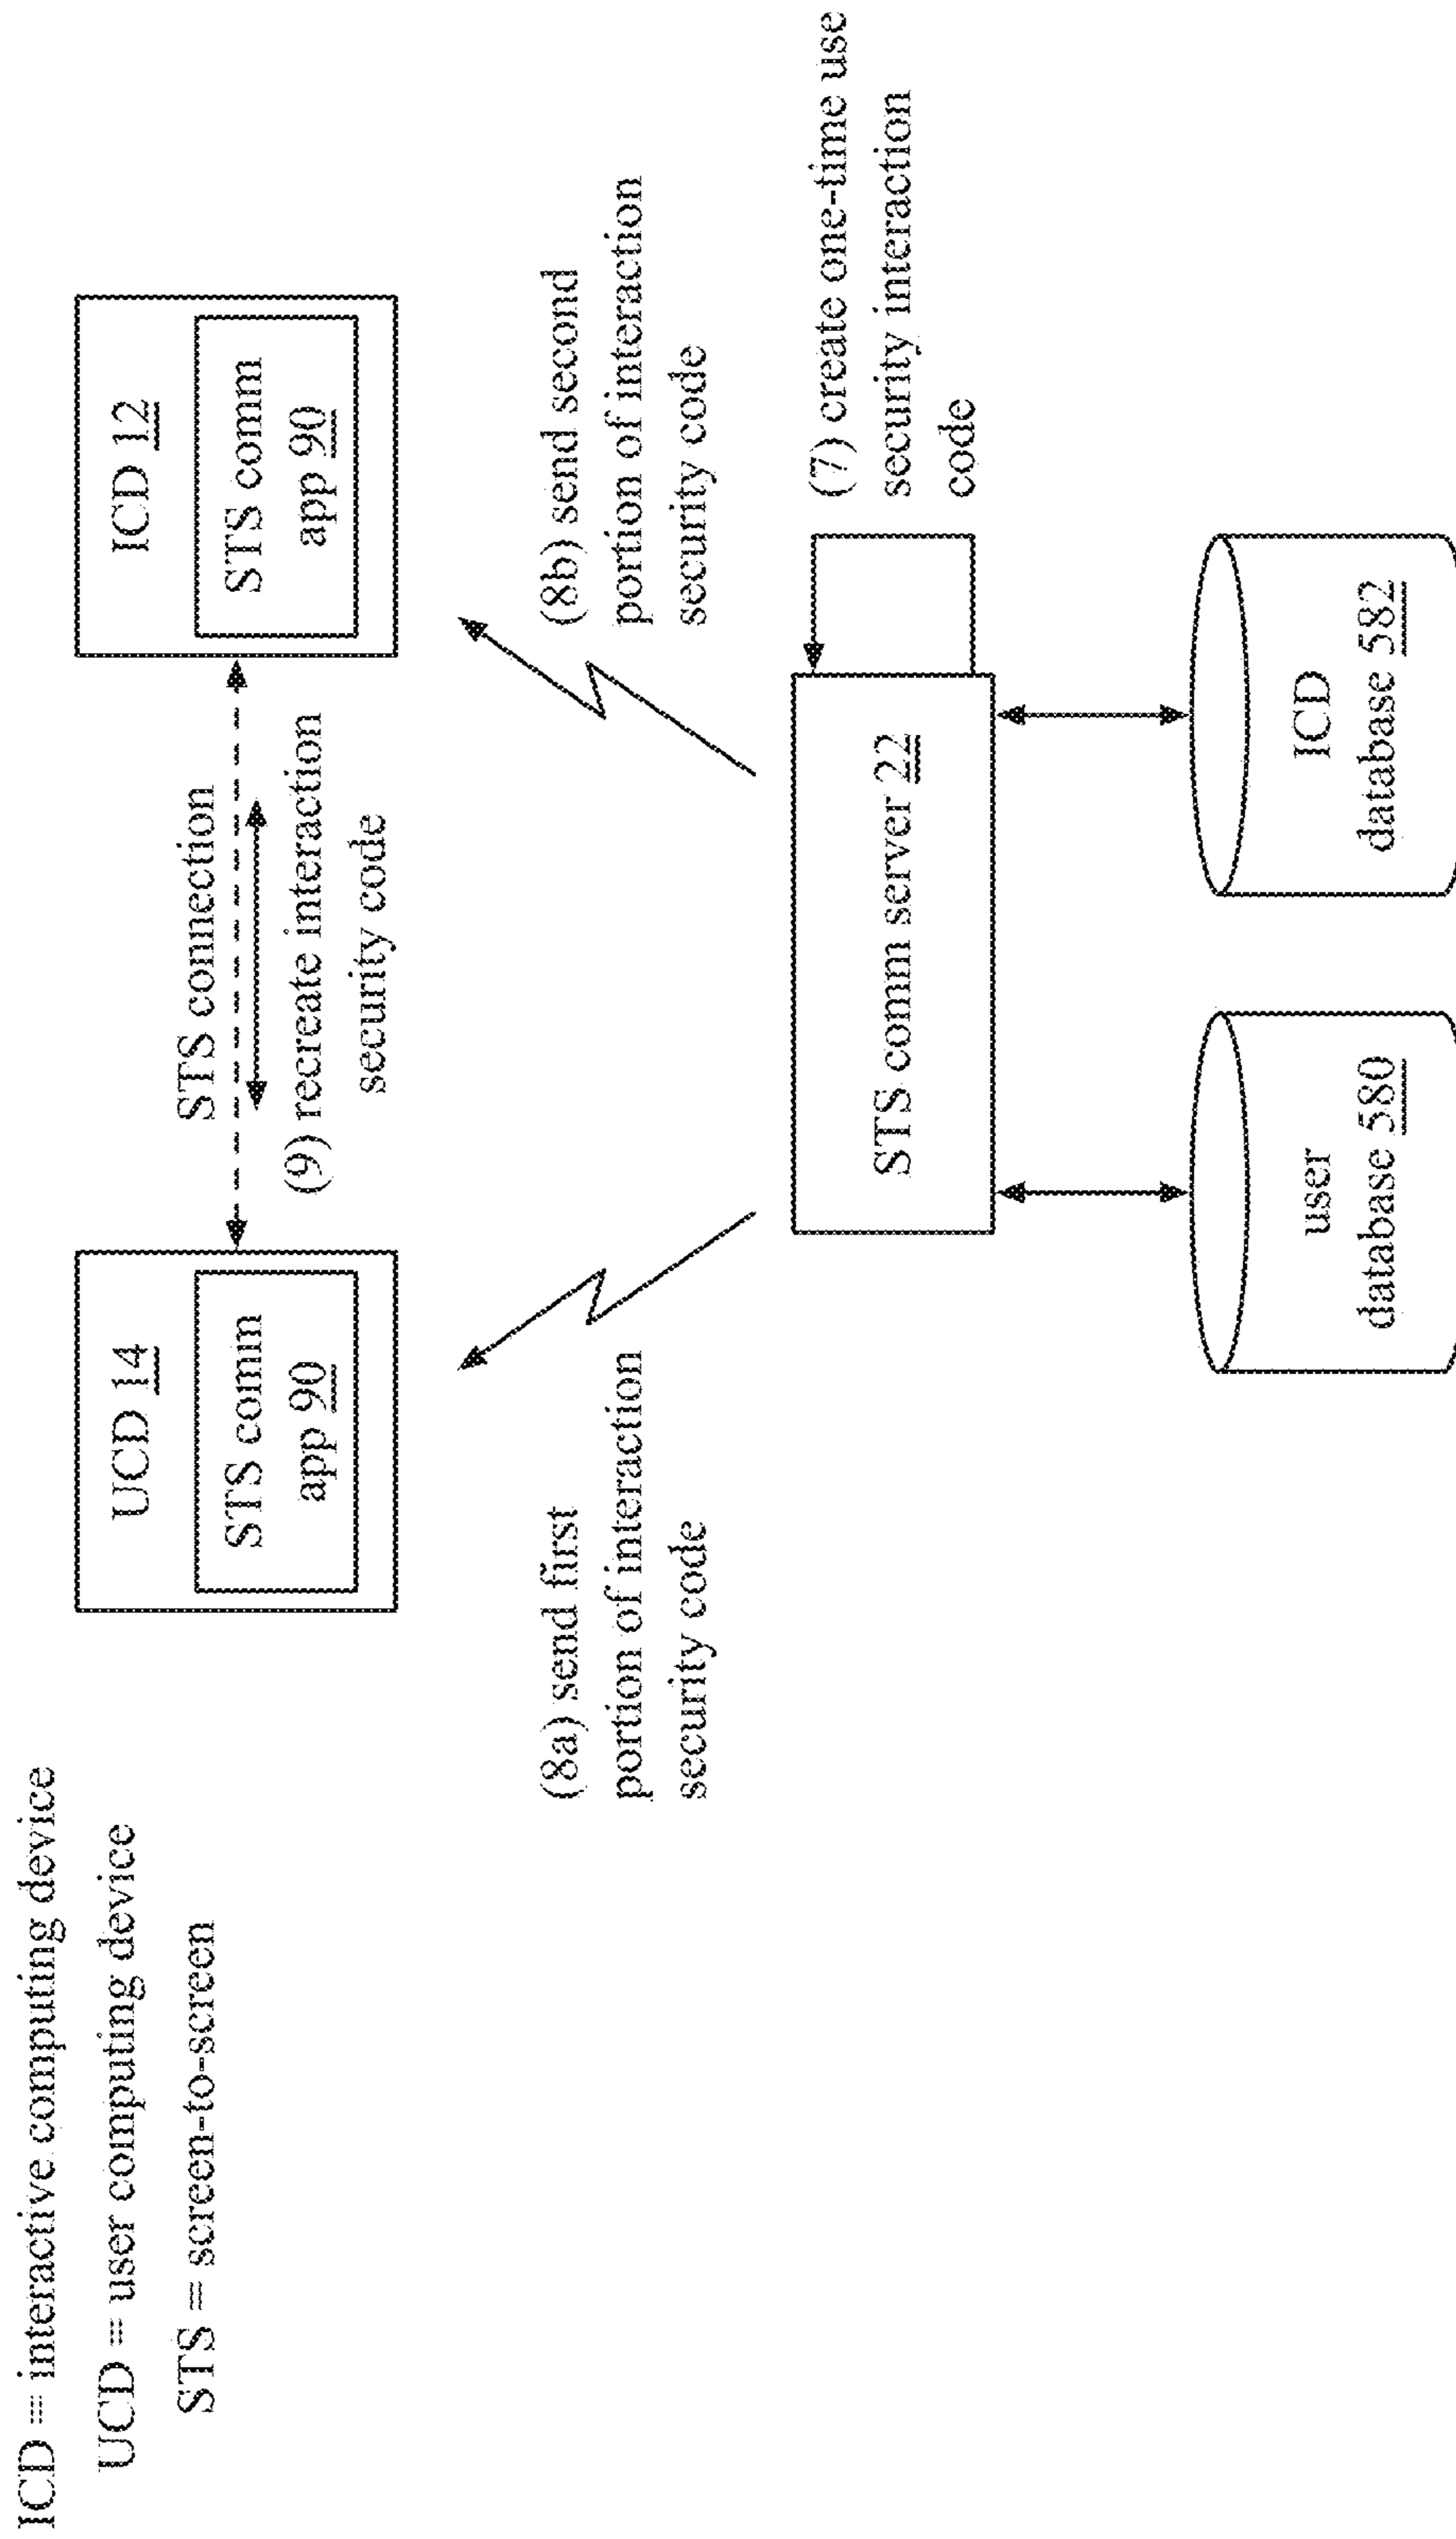 ICD = interactive computing device
UCD = user computing device
STS = screen-to-screen
UCD 14
STS comm
app 90
STS connection
(9) recreate interaction
security code
ICD 12
STS comm
app 90
(8a) send first
portion of interaction
security code
(8b) send second
portion of interaction
security code
STS comm server 22
(7) create one-time use
security interaction
code
user
database 580
ICD
database 582